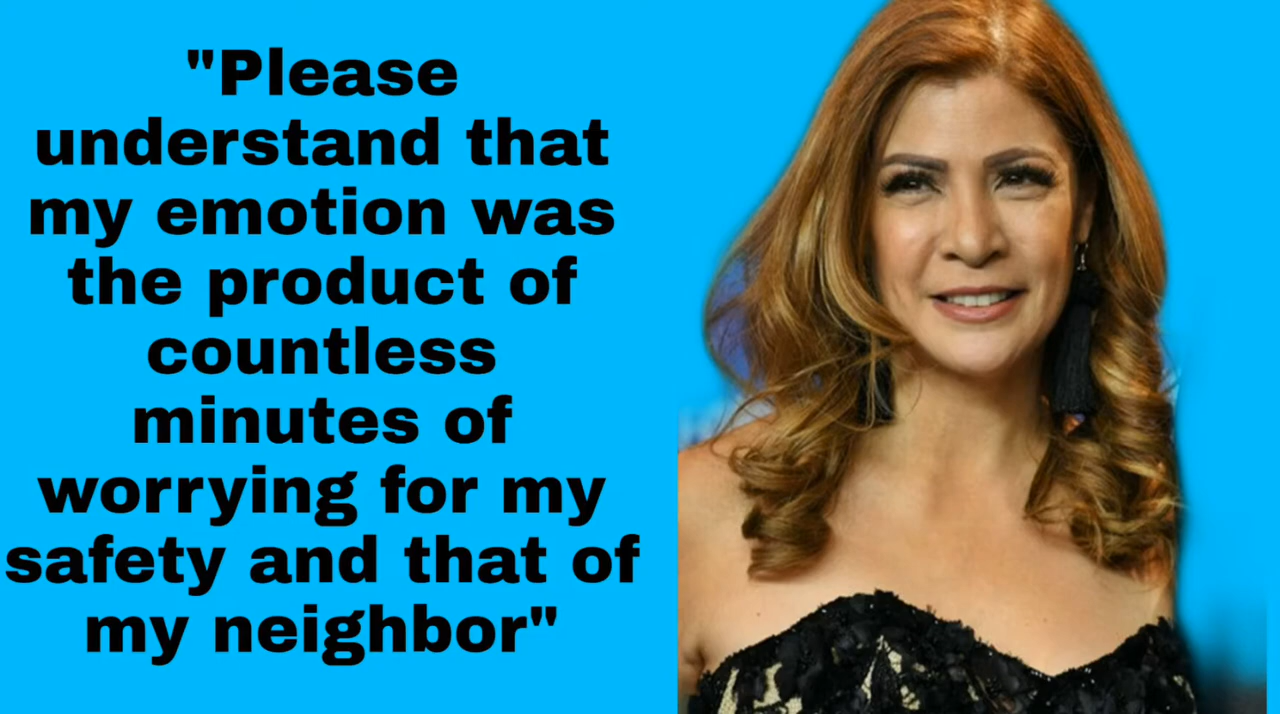 "Please
understand that
my emotion was
the product of
countless
minutes of
worrying for my
safety and that of
my neighbor"